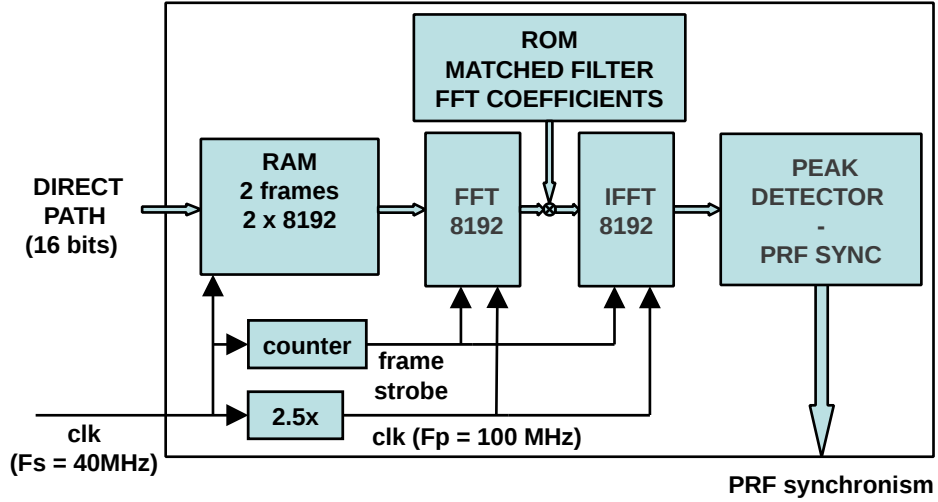 ROM
MATCHED FILTER
FFT COEFFICIENTS
RAM
2 frames
2 x 8192
DIRECT
PATH
(16 bits)
FFT
8192
IFFT
8192
PEAK
DETECTOR
-
PRF SYNC
counter
frame
strobe
2.5x
clk
(Fs = 40MHz)
clk (Fp = 100 MHz)
PRF synchronism